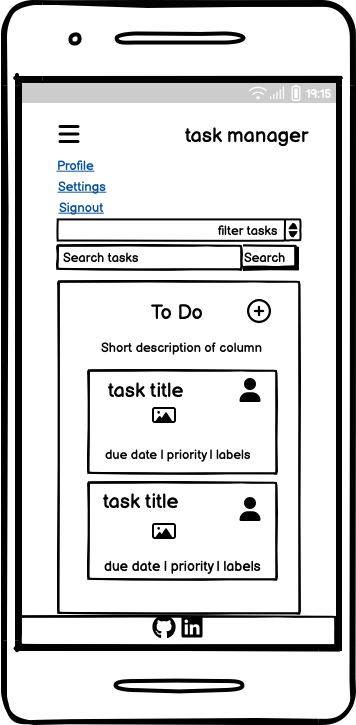 19:15
task manager
Profile
Settings
Signout
filter tasks
Search tasks Search
To Do
Short description of column
task title
due date | priority | labels
task title
due date | priority | labels
in